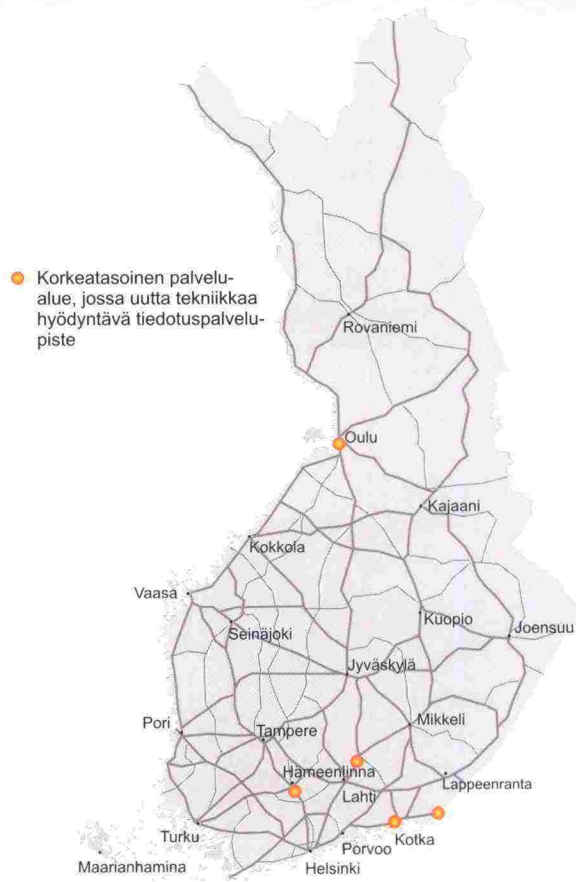 Korkeatasoinen palvelu-
alue, jossa uutta tekniikkaa
hyödyntävä tiedotuspalvelu-
piste
Rovaniemi
Oulu
Kajaani
Kokkola
Vaasa
Seinäjoki
Kuopio
Joensuu
Jyväskylä
Pori
Tampere
Mikkeli
Hämeenlinna
Lahti
Lappeenranta
Turku
Porvoo
Kotka
Maarianhamina
Helsinki